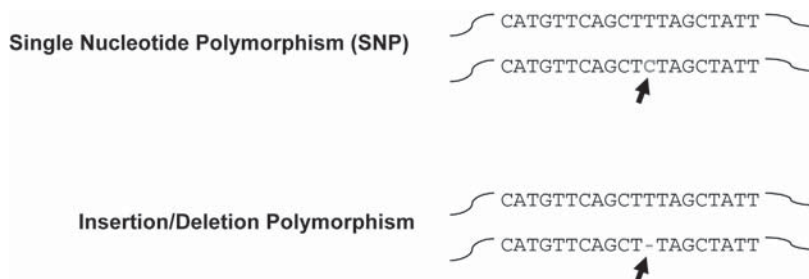 CATGTTCAGCTTTAGCTATT
Single Nucleotide Polymorphism (SNP)
CATGTTCAGCTCTAGCTATT
CATGTTCAGCTTTAGCTATT
Insertion/Deletion Polymorphism
CATGTTCAGCT-TAGCTATT